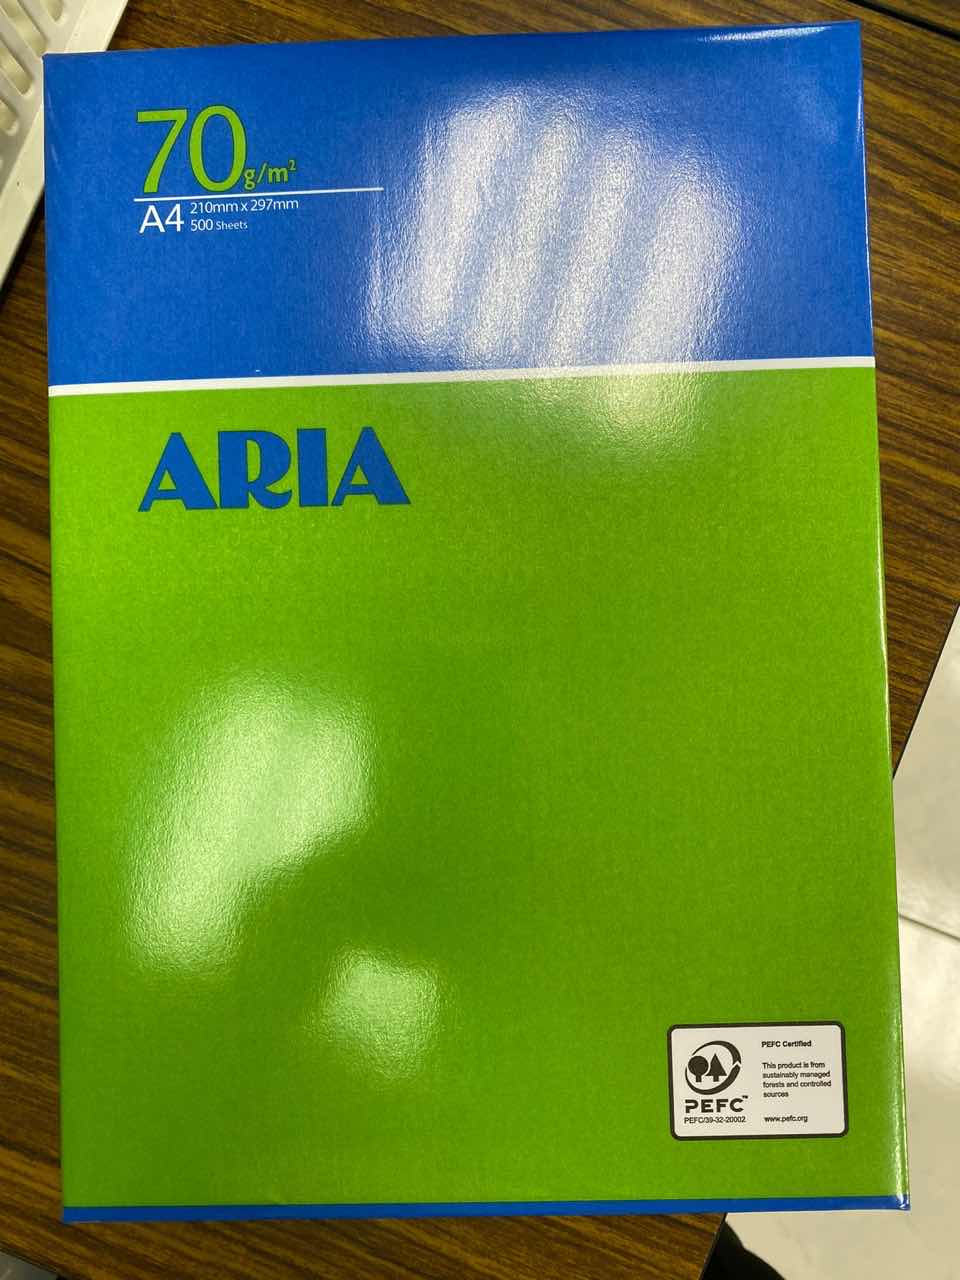 70g/m²
A4 210mm x 297mm
500 Sheets
ARIA
PEFC Certified
This product is from
sustainably managed
forests and controlled
sources
PEFC™
PEFC/39-32-20002
www.pefc.org